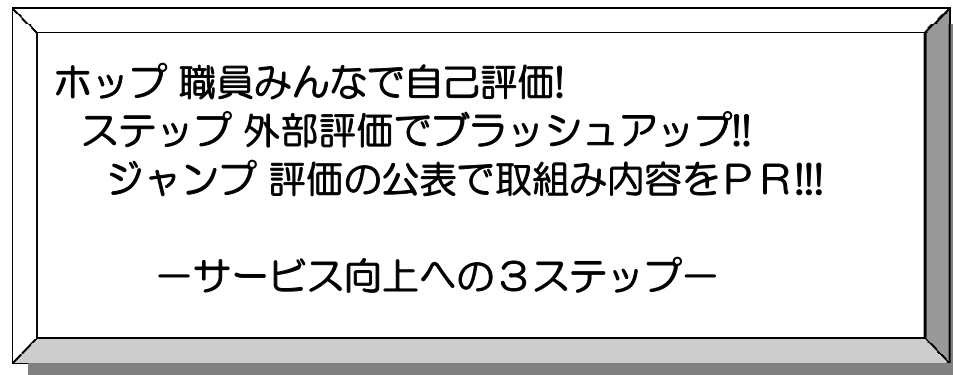 ホップ 職員みんなで自己評価!
ステップ 外部評価でブラッシュアップ!!
ジャンプ 評価の公表で取組み内容をＰＲ!!!
－サービス向上への３ステップ－